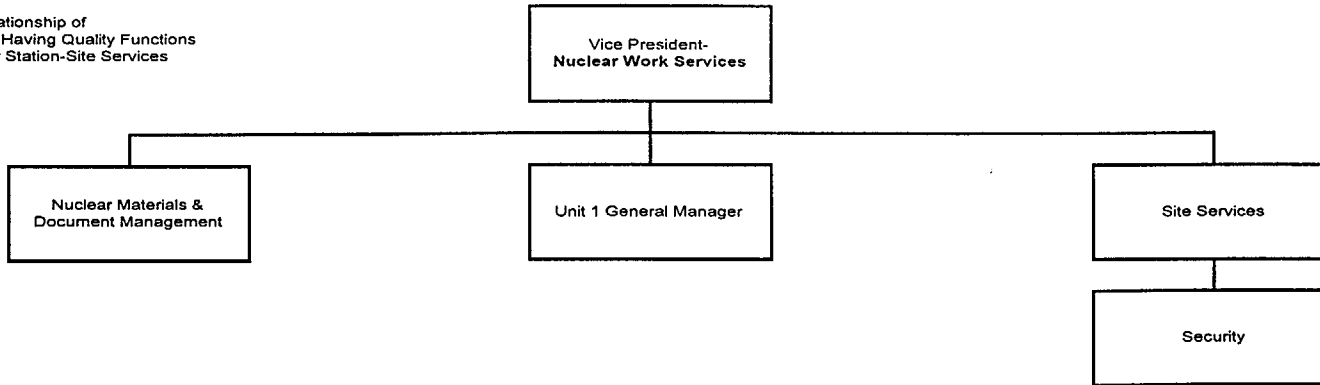 ationship of
Having Quality Functions
Station-Site Services
Vice President-
Nuclear Work Services
Nuclear Materials &
Document Management
Unit 1 General Manager
Site Services
Security